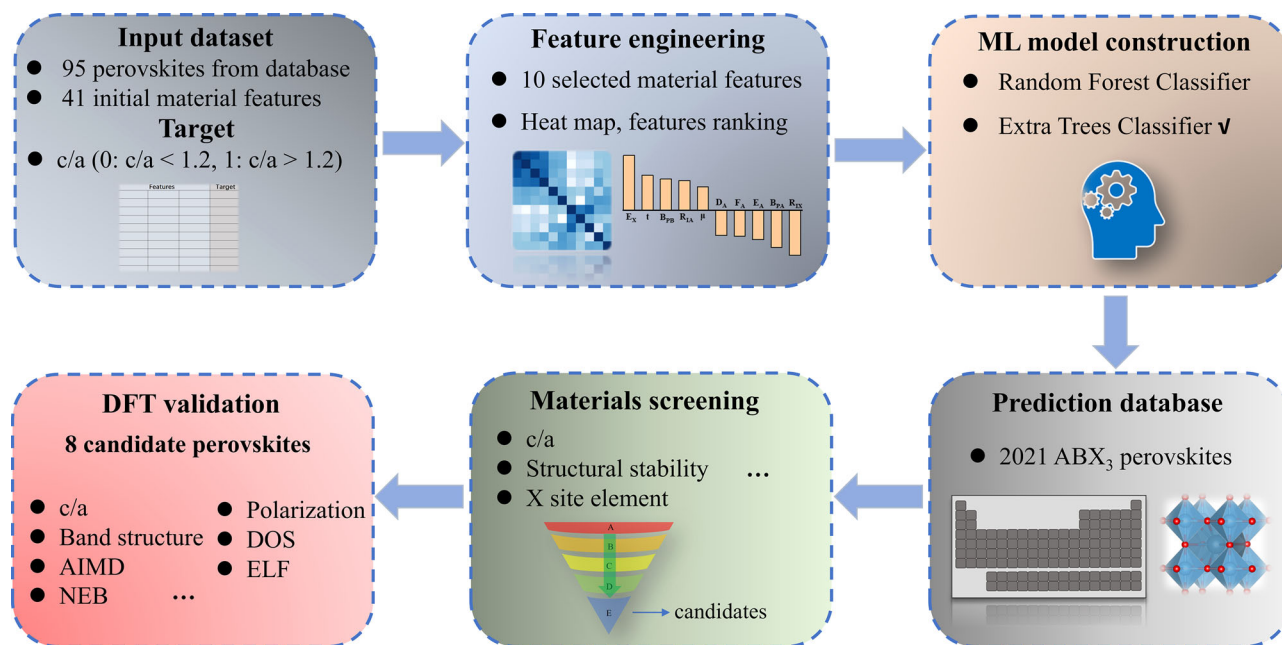 Input dataset
● 95 perovskites from database
● 41 initial material features
Target
● c/a (0: c/a < 1.2, 1: c/a > 1.2)
Features Target
Feature engineering
● 10 selected material features
● Heat map, features ranking
E_X t B_PB R_IA μ D_A F_A E_A B_PA R_IX
ML model construction
● Random Forest Classifier
● Extra Trees Classifier √
Prediction database
● 2021 ABX₃ perovskites
Materials screening
● c/a
● Structural stability ...
● X site element
A
B
C
D
E
candidates
DFT validation
8 candidate perovskites
● c/a
● Band structure
● AIMD
● NEB ...
● Polarization
● DOS
● ELF